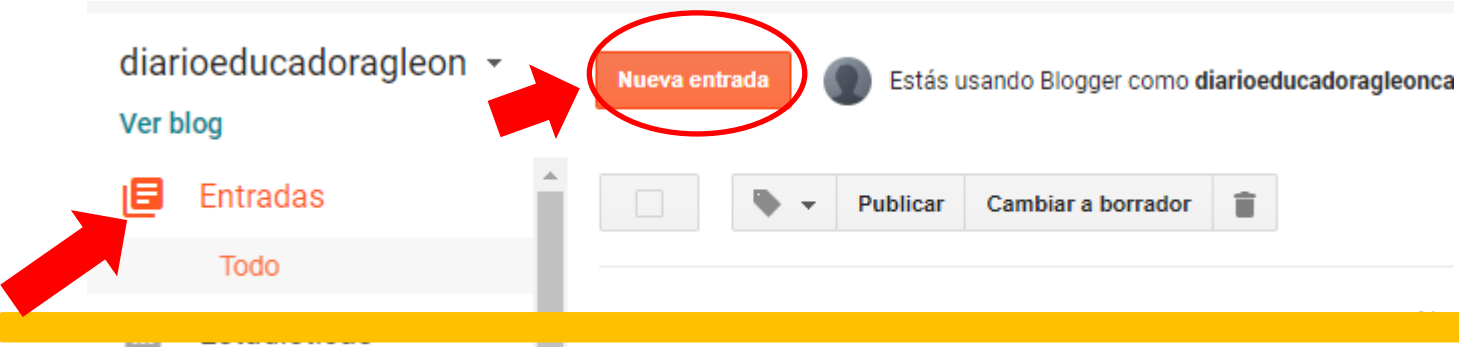 diarioeducadoragleon
Ver blog
Entradas
Todo
Nueva entrada
Estás usando Blogger como diarioeducadoragleonca
Publicar
Cambiar a borrador